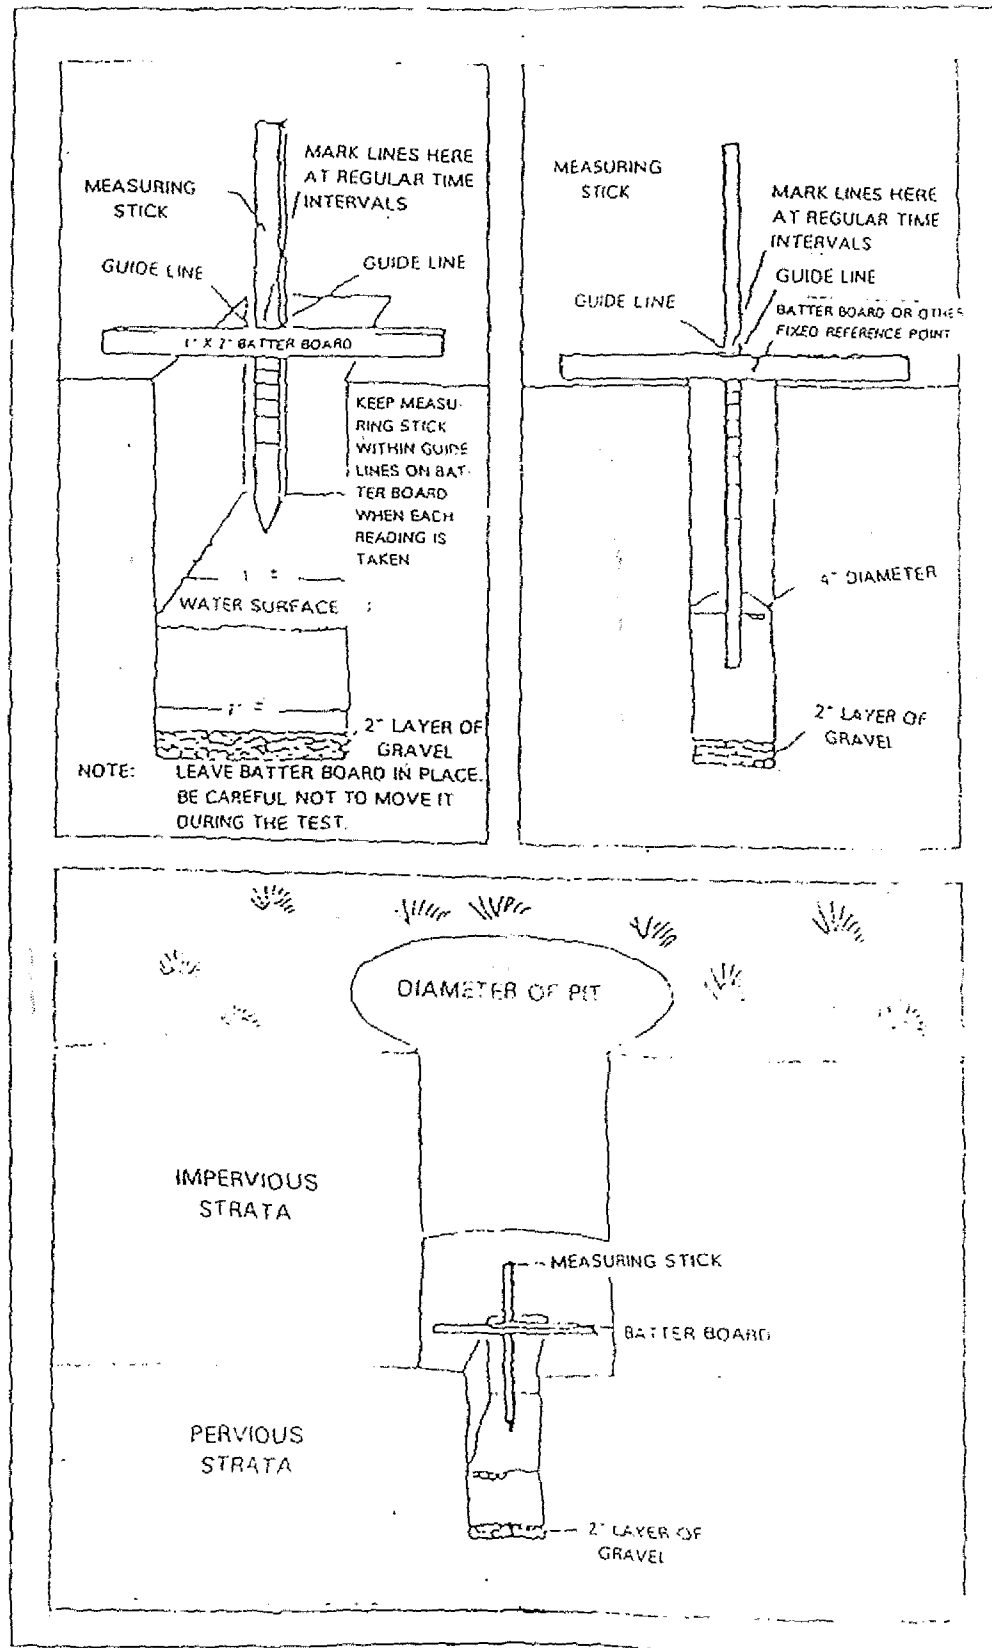 MEASURING
STICK
MARK LINES HERE
AT REGULAR TIME
INTERVALS
GUIDE LINE
GUIDE LINE
1" X 2" BATTER BOARD
KEEP MEASU-
RING STICK
WITHIN GUIDE
LINES ON BAT-
TER BOARD
WHEN EACH
READING IS
TAKEN
WATER SURFACE
2" LAYER OF
GRAVEL
NOTE: LEAVE BATTER BOARD IN PLACE.
BE CAREFUL NOT TO MOVE IT
DURING THE TEST.
MEASURING
STICK
MARK LINES HERE
AT REGULAR TIME
INTERVALS
GUIDE LINE
GUIDE LINE
BATTER BOARD OR OTHER
FIXED REFERENCE POINT
4" DIAMETER
2" LAYER OF
GRAVEL
DIAMETER OF PIT
IMPERVIOUS
STRATA
MEASURING STICK
BATTER BOARD
PERVIOUS
STRATA
2" LAYER OF
GRAVEL